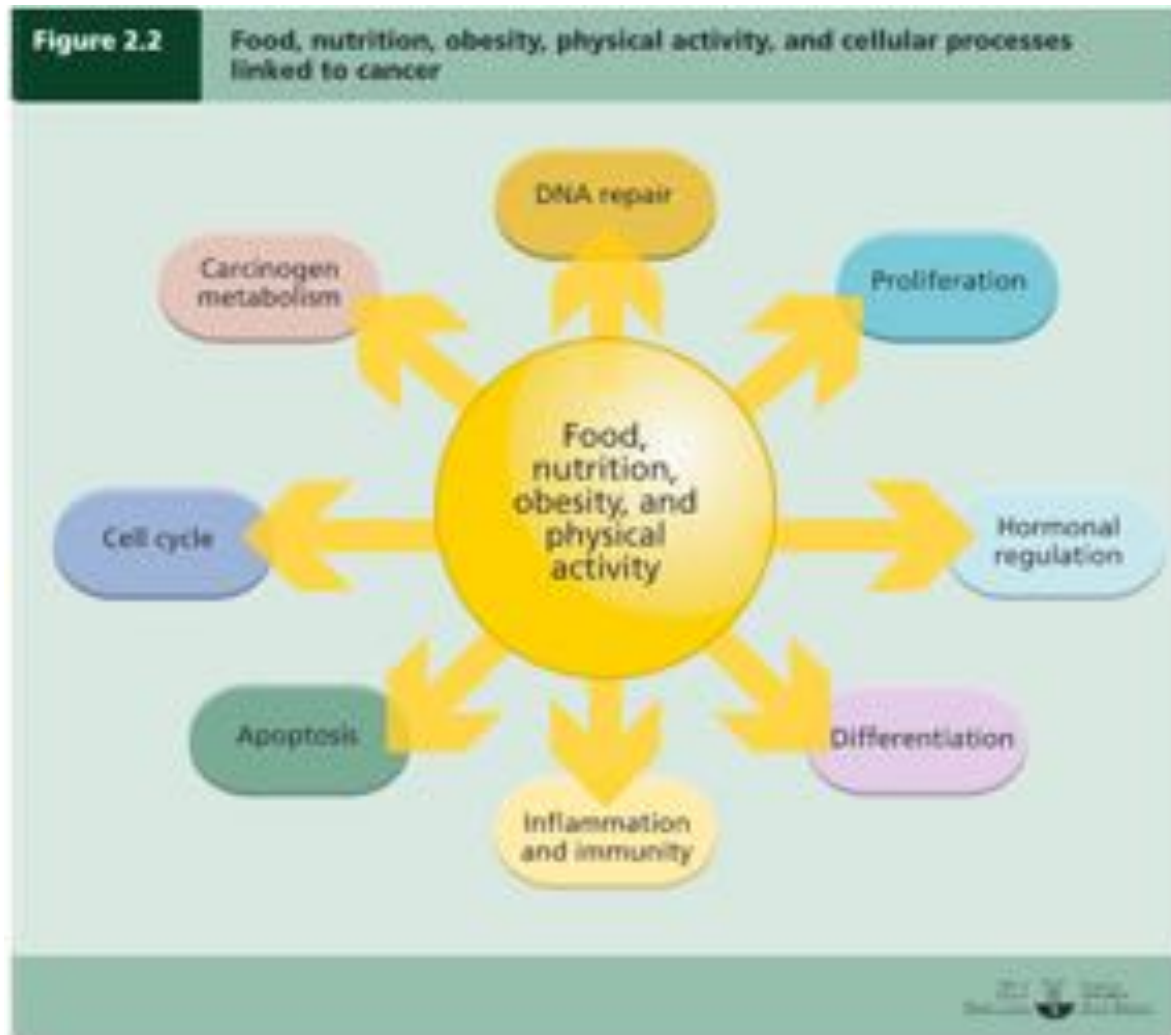 Figure 2.2
Food, nutrition, obesity, physical activity, and cellular processes
linked to cancer
DNA repair
Proliferation
Hormonal
regulation
Differentiation
Inflammation
and immunity
Apoptosis
Cell cycle
Carcinogen
metabolism
Food,
nutrition,
obesity, and
physical
activity